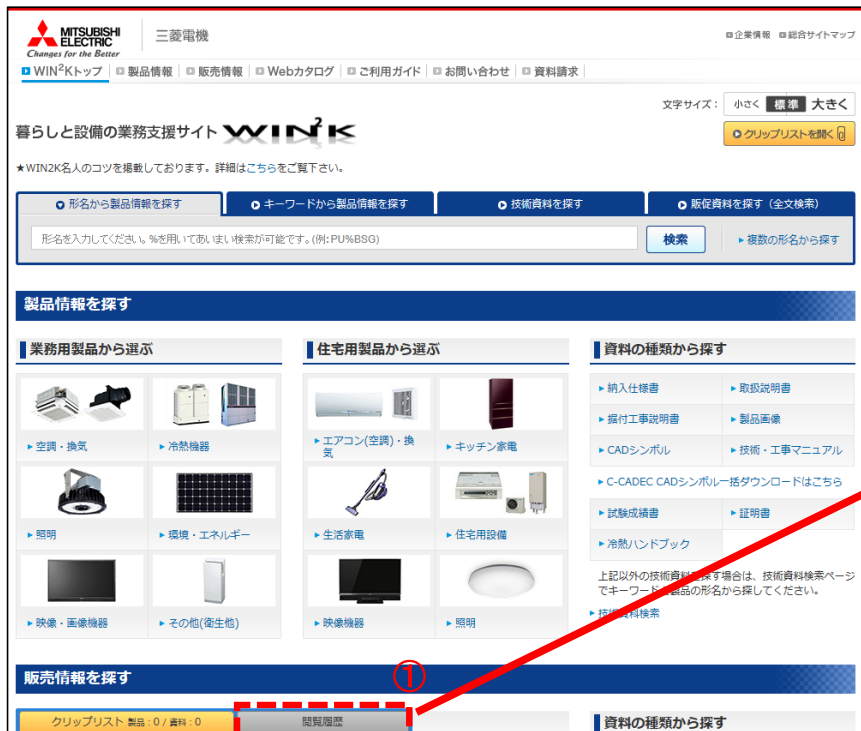 MITSUBISHI
ELECTRIC
Changes for the Better
三菱電機
企業情報 総合サイトマップ
WIN²Kトップ 製品情報 販売情報 Webカタログ ご利用ガイド お問い合わせ 資料請求
文字サイズ： 小さく 標準 大きく
暮らしと設備の業務支援サイト WIN²K
クリップリストを開く
★WIN2K名人のコツを掲載しております。詳細はこちらをご覧下さい。
形名から製品情報を探す キーワードから製品情報を探す 技術資料を探す 販促資料を探す（全文検索）
形名を入力してください。%を用いてあいまい検索が可能です。(例:PU%BSG) 検索 複数の形名から探す
製品情報を探す
業務用製品から選ぶ 住宅用製品から選ぶ 資料の種類から探す
納入仕様書 取扱説明書
据付工事説明書 製品画像
空調・換気 冷熱機器 エアコン(空調)・換気 キッチン家電
CADシンボル 技術・工事マニュアル
C-CADEC CADシンボル一括ダウンロードはこちら
試験成績書 証明書
照明 環境・エネルギー 生活家電 住宅用設備
冷熱ハンドブック
上記以外の技術資料を探す場合は、技術資料検索ページ
でキーワード 製品の形名から探してください。
技術資料検索
映像・画像機器 その他(衛生他) 映像機器 照明
販売情報を探す
①
クリップリスト 製品：0 / 資料：0 閲覧履歴 資料の種類から探す